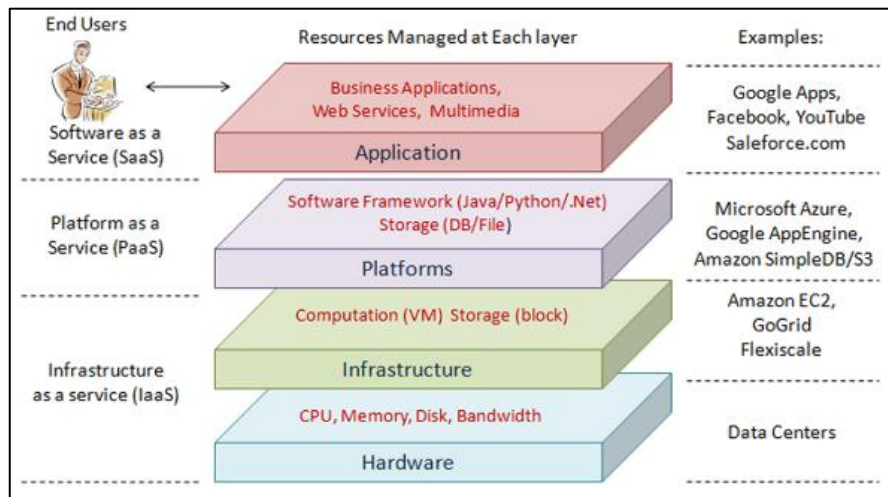 End Users
Resources Managed at Each layer
Examples:
Business Applications,
Web Services, Multimedia
Application
Software as a
Service (SaaS)
Google Apps,
Facebook, YouTube
Saleforce.com
Platform as a
Service (PaaS)
Software Framework (Java/Python/.Net)
Storage (DB/File)
Platforms
Microsoft Azure,
Google AppEngine,
Amazon SimpleDB/S3
Infrastructure
as a service (IaaS)
Computation (VM) Storage (block)
Infrastructure
Amazon EC2,
GoGrid
Flexiscale
CPU, Memory, Disk, Bandwidth
Hardware
Data Centers